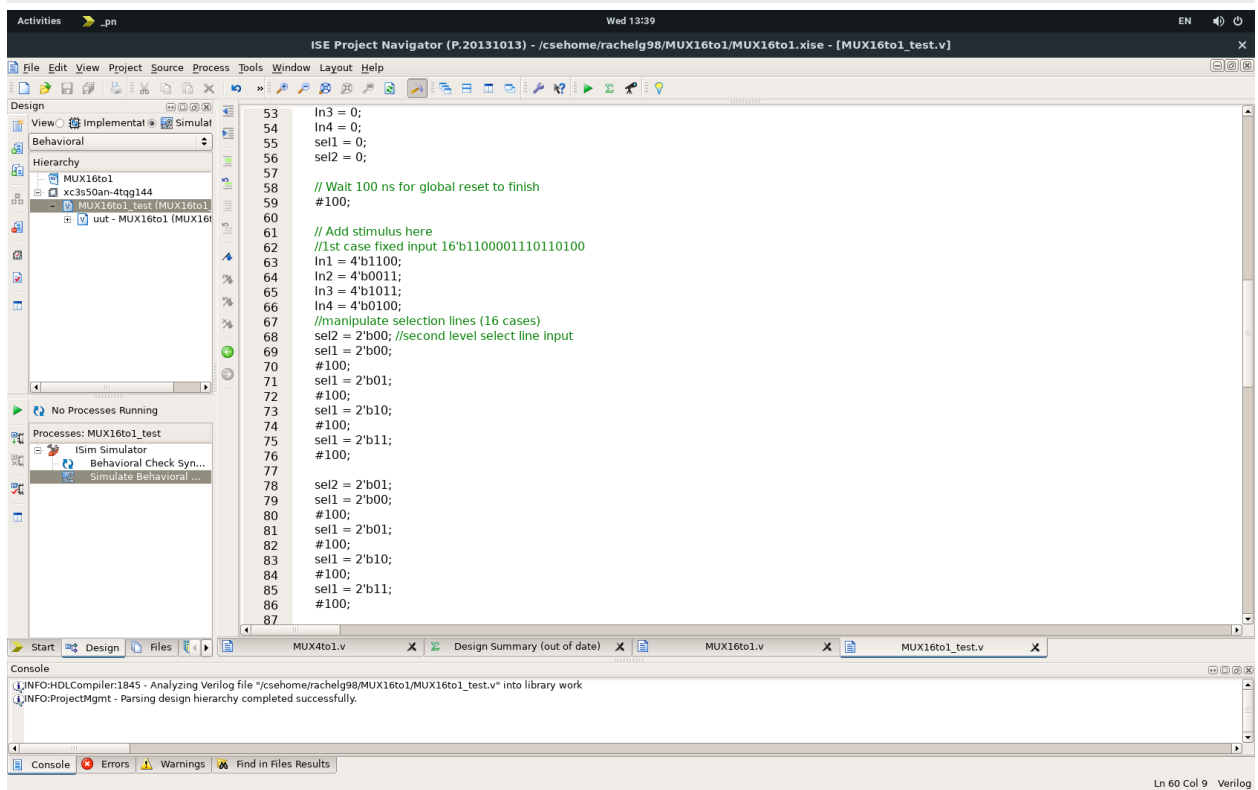 Activities _pn Wed 13:39 EN
ISE Project Navigator (P.20131013) - /csehome/rachelg98/MUX16to1/MUX16to1.xise - [MUX16to1_test.v]
File Edit View Project Source Process Tools Window Layout Help
Design
View: Implementat Simulat
Behavioral
Hierarchy
MUX16to1
xc3s50an-4tqg144
MUX16to1_test (MUX16to1_
uut - MUX16to1 (MUX16t
No Processes Running
Processes: MUX16to1_test
ISim Simulator
Behavioral Check Syn...
Simulate Behavioral ...
Start Design Files
53 In3 = 0;
54 In4 = 0;
55 sel1 = 0;
56 sel2 = 0;
57
58 // Wait 100 ns for global reset to finish
59 #100;
60
61 // Add stimulus here
62 //1st case fixed input 16'b1100001110110100
63 In1 = 4'b1100;
64 In2 = 4'b0011;
65 In3 = 4'b1011;
66 In4 = 4'b0100;
67 //manipulate selection lines (16 cases)
68 sel2 = 2'b00; //second level select line input
69 sel1 = 2'b00;
70 #100;
71 sel1 = 2'b01;
72 #100;
73 sel1 = 2'b10;
74 #100;
75 sel1 = 2'b11;
76 #100;
77
78 sel2 = 2'b01;
79 sel1 = 2'b00;
80 #100;
81 sel1 = 2'b01;
82 #100;
83 sel1 = 2'b10;
84 #100;
85 sel1 = 2'b11;
86 #100;
87
MUX4to1.v Design Summary (out of date) MUX16to1.v MUX16to1_test.v
Console
INFO:HDLCompiler:1845 - Analyzing Verilog file "/csehome/rachelg98/MUX16to1/MUX16to1_test.v" into library work
INFO:ProjectMgmt - Parsing design hierarchy completed successfully.
Console Errors Warnings Find in Files Results
Ln 60 Col 9 Verilog